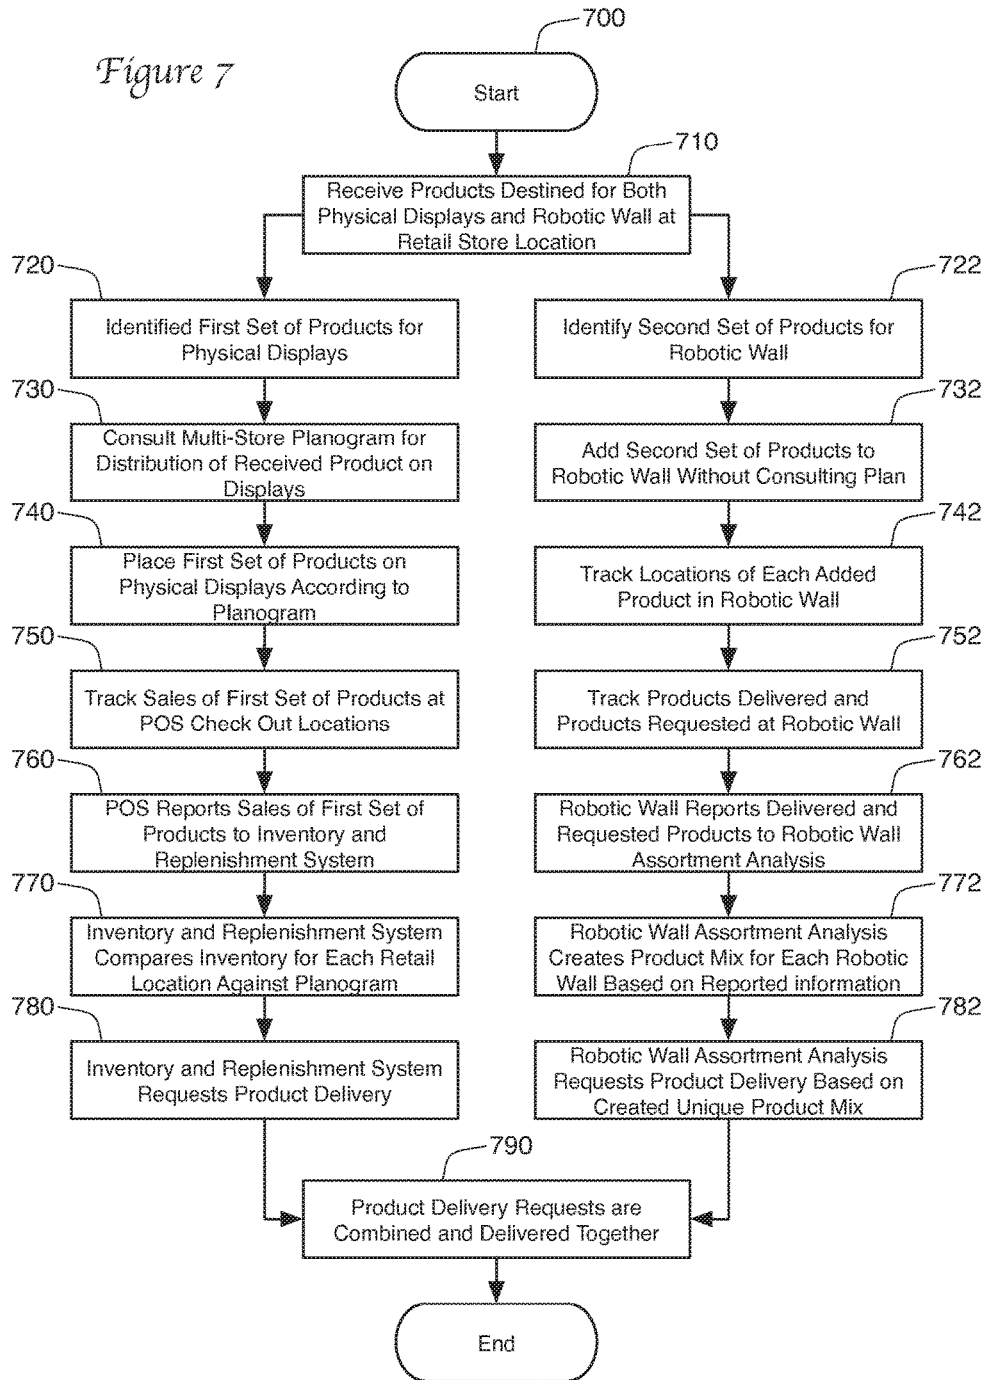 700
Figure 7
Start
710
Receive Products Destined for Both
Physical Displays and Robotic Wall at
Retail Store Location
720
722
Identified First Set of Products for
Physical Displays
Identify Second Set of Products for
Robotic Wall
730
732
Consult Multi-Store Planogram for
Distribution of Received Product on
Displays
Add Second Set of Products to
Robotic Wall Without Consulting Plan
740
742
Place First Set of Products on
Physical Displays According to
Planogram
Track Locations of Each Added
Product in Robotic Wall
750
752
Track Sales of First Set of Products at
POS Check Out Locations
Track Products Delivered and
Products Requested at Robotic Wall
760
762
POS Reports Sales of First Set of
Products to Inventory and
Replenishment System
Robotic Wall Reports Delivered and
Requested Products to Robotic Wall
Assortment Analysis
770
772
Inventory and Replenishment System
Compares Inventory for Each Retail
Location Against Planogram
Robotic Wall Assortment Analysis
Creates Product Mix for Each Robotic
Wall Based on Reported information
780
782
Inventory and Replenishment System
Requests Product Delivery
Robotic Wall Assortment Analysis
Requests Product Delivery Based on
Created Unique Product Mix
790
Product Delivery Requests are
Combined and Delivered Together
End